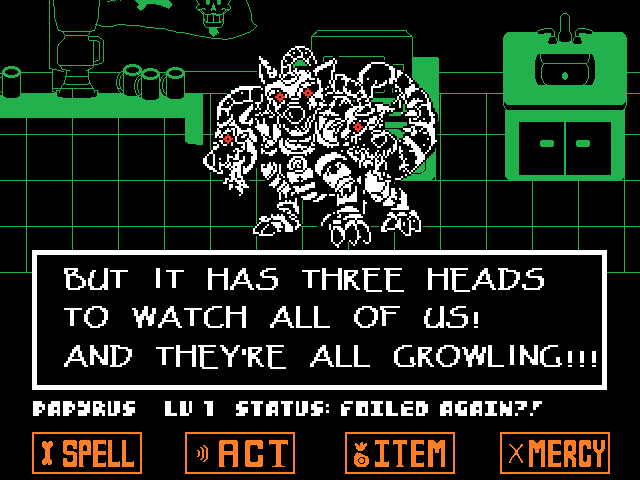 BUT IT HAS THREE HEADS
TO WATCH ALL OF US!
AND THEY'RE ALL GROWLING!!!
PAPYRUS LV 1 STATUS: FOILED AGAIN?!
SPELL ACT ITEM MERCY